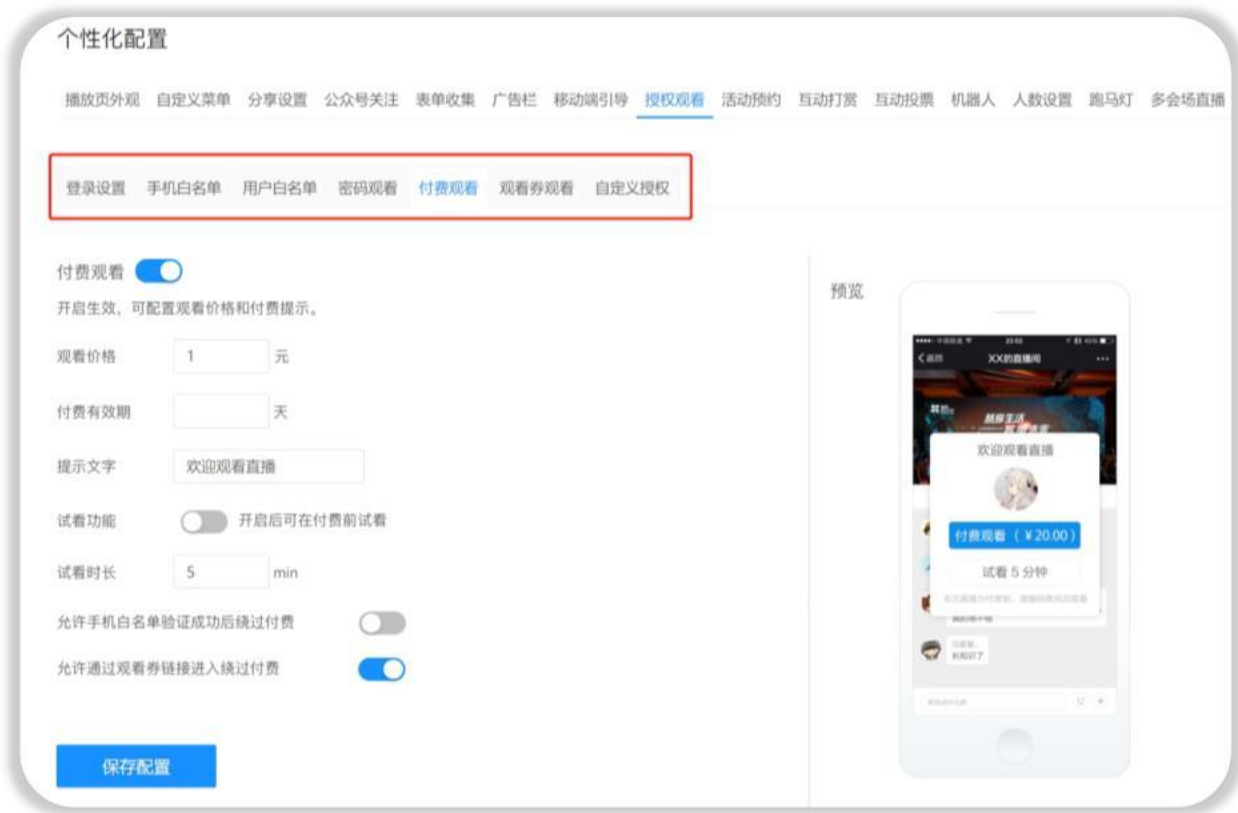 个性化配置
播放页外观 自定义菜单 分享设置 公众号关注 表单收集 广告栏 移动端引导 授权观看 活动预约 互动打赏 互动投票 机器人 人数设置 跑马灯 多会场直播
登录设置 手机白名单 用户白名单 密码观看 付费观看 观看券观看 自定义授权
付费观看
开启生效，可配置观看价格和付费提示。
观看价格 1 元
付费有效期 天
提示文字 欢迎观看直播
试看功能 开启后可在付费前试看
试看时长 5 min
允许手机白名单验证成功后绕过付费
允许通过观看券链接进入绕过付费
保存配置
预览
返回 XX的直播间
欢迎观看直播
付费观看（￥20.00）
试看 5 分钟
长知识了